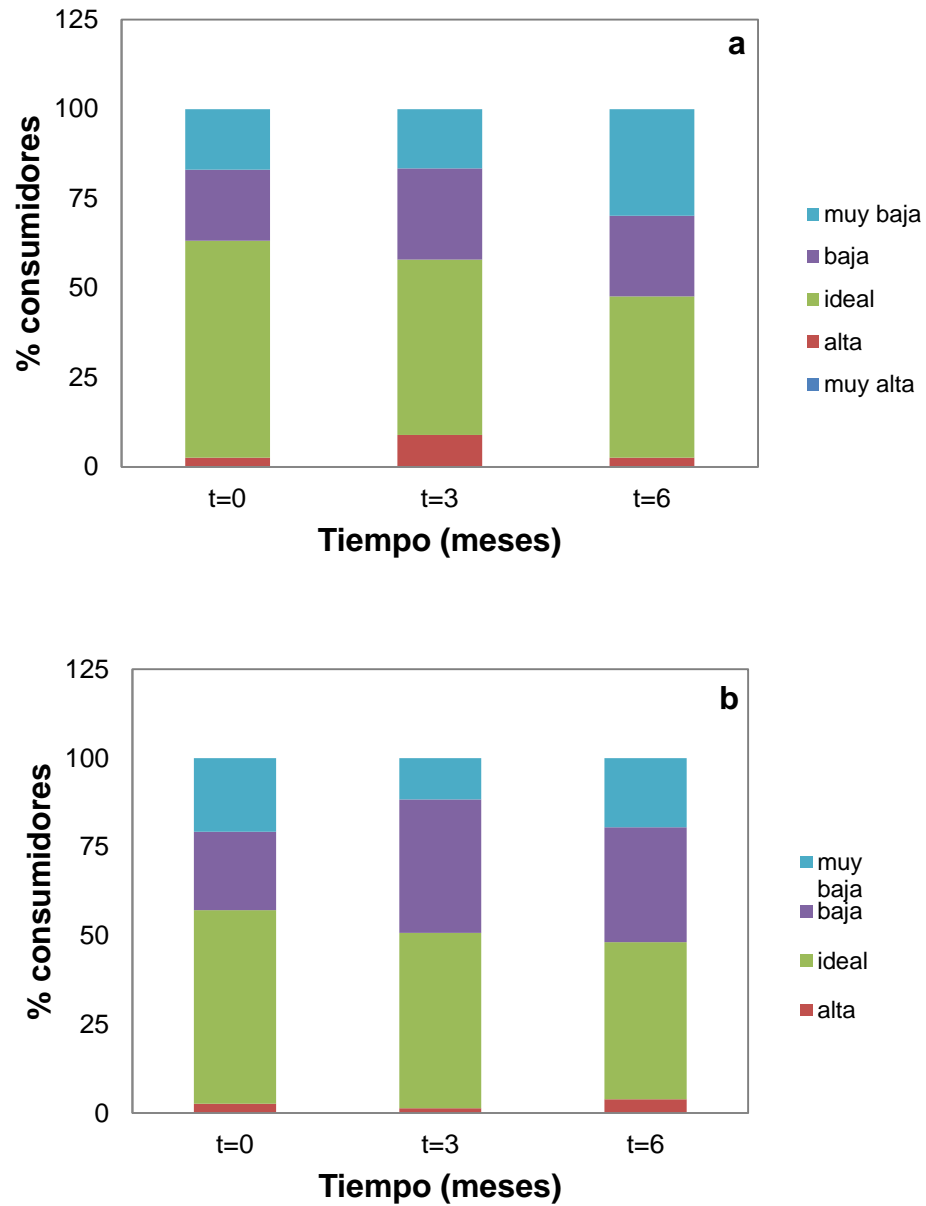 125
a
100
75
50
25
0
% consumidores
t=0
t=3
t=6
Tiempo (meses)
muy baja
baja
ideal
alta
muy alta
125
b
100
75
50
25
0
% consumidores
t=0
t=3
t=6
Tiempo (meses)
muy
baja
baja
ideal
alta